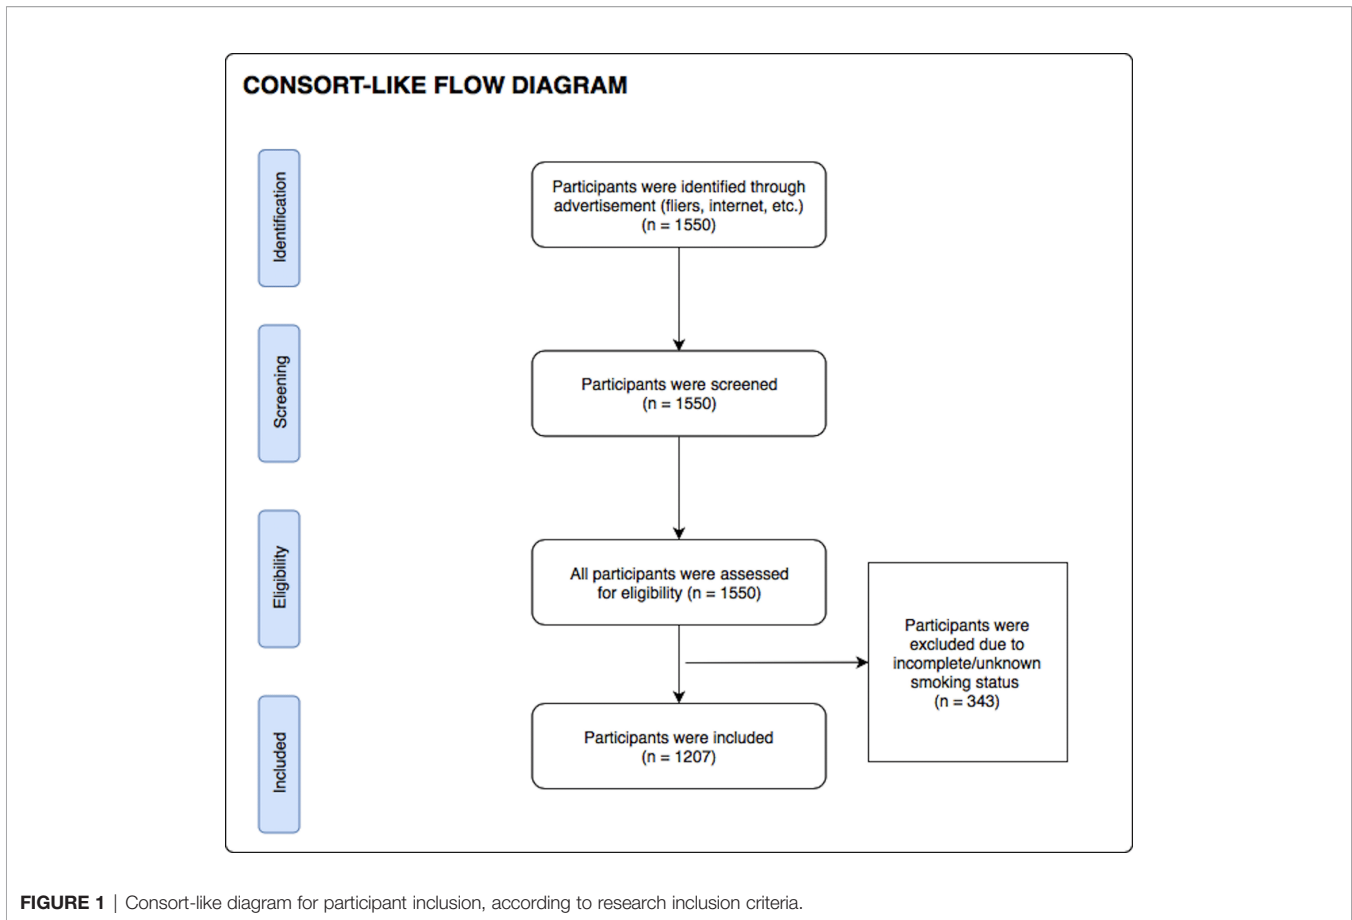 CONSORT-LIKE FLOW DIAGRAM
Identification
Participants were identified through
advertisement (fliers, internet, etc.)
(n = 1550)
Screening
Participants were screened
(n = 1550)
Eligibility
All participants were assessed
for eligibility (n = 1550)
Participants were
excluded due to
incomplete/unknown
smoking status
(n = 343)
Included
Participants were included
(n = 1207)
FIGURE 1 | Consort-like diagram for participant inclusion, according to research inclusion criteria.